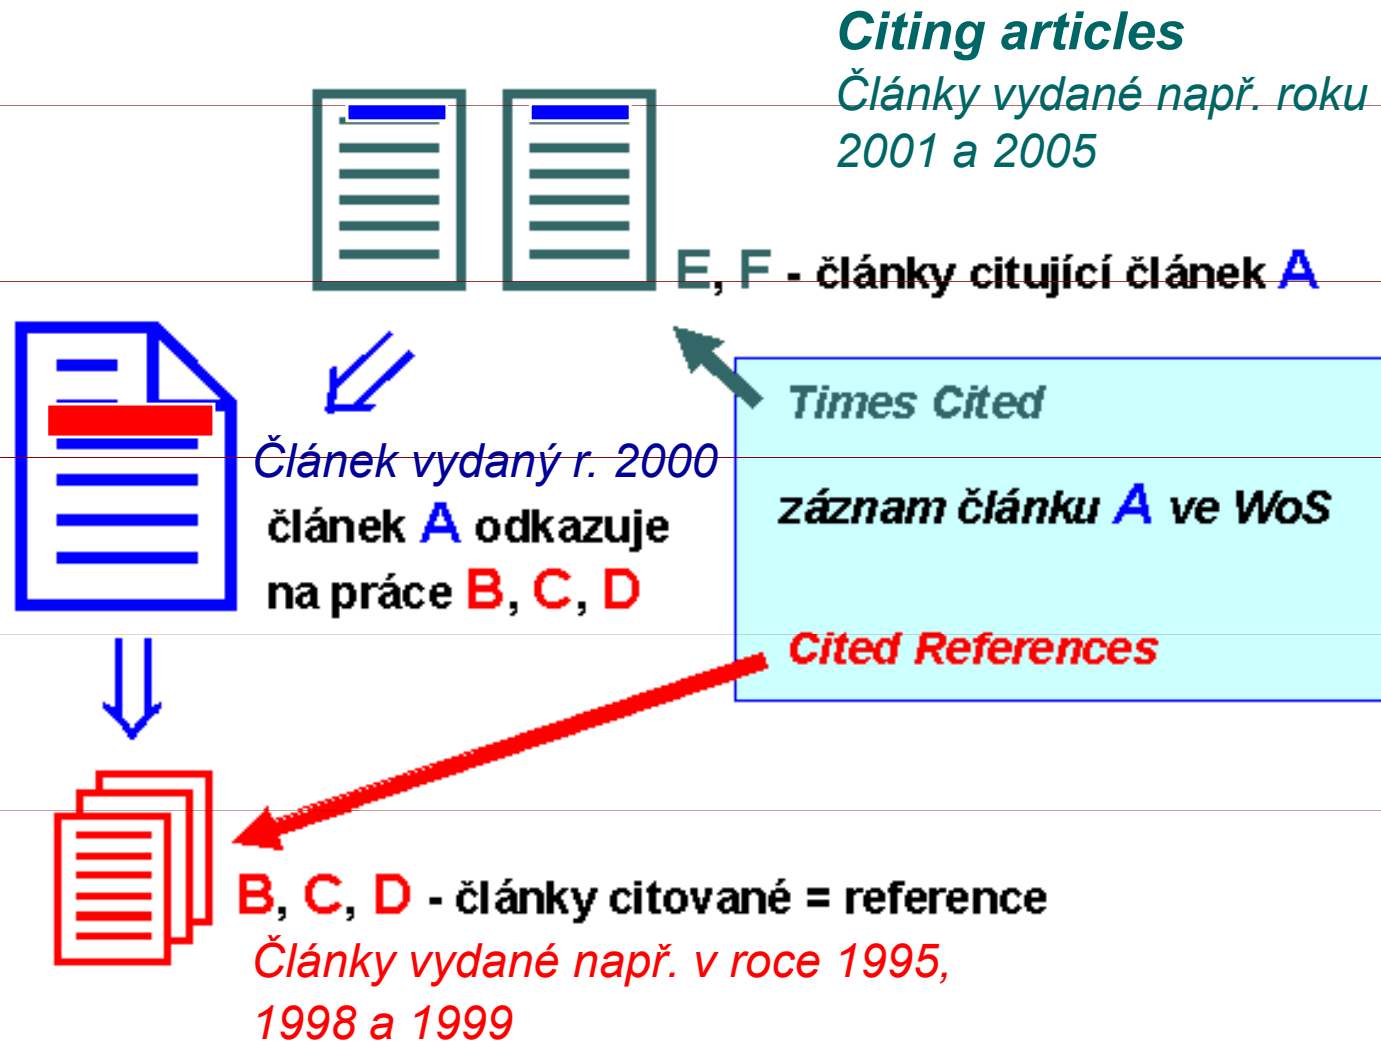 Citing articles
Články vydané např. roku
2001 a 2005
E, F - články citující článek A
Times Cited
Článek vydaný r. 2000
záznam článku A ve WoS
článek A odkazuje
na práce B, C, D
Cited References
B, C, D - články citované = reference
Články vydané např. v roce 1995,
1998 a 1999